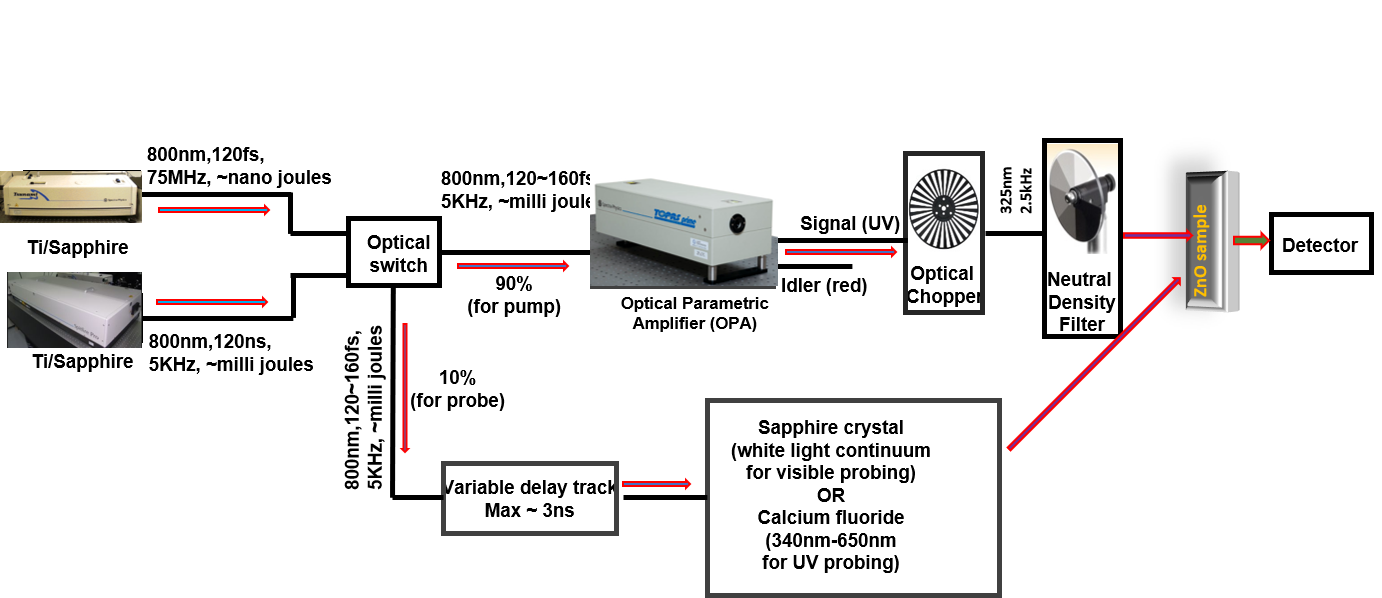 800nm,120fs,
75MHz, ~nano joules
Ti/Sapphire
Ti/Sapphire
800nm,120ns,
5KHz, ~milli joules
Optical
switch
800nm,120~160fs
5KHz, ~milli joule
90%
(for pump)
TOPAS prime
Optical Parametric
Amplifier (OPA)
Signal (UV)
Idler (red)
Optical
Chopper
325nm
2.5kHz
Neutral
Density
Filter
ZnO sample
Detector
800nm,120~160fs,
5KHz, ~milli joules
10%
(for probe)
Variable delay track
Max ~ 3ns
Sapphire crystal
(white light continuum
for visible probing)
OR
Calcium fluoride
(340nm-650nm
for UV probing)